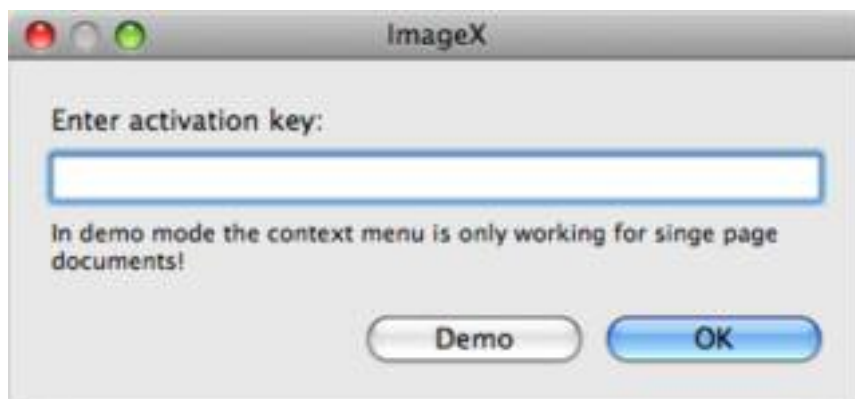 ImageX
Enter activation key:
In demo mode the context menu is only working for singe page
documents!
Demo
OK